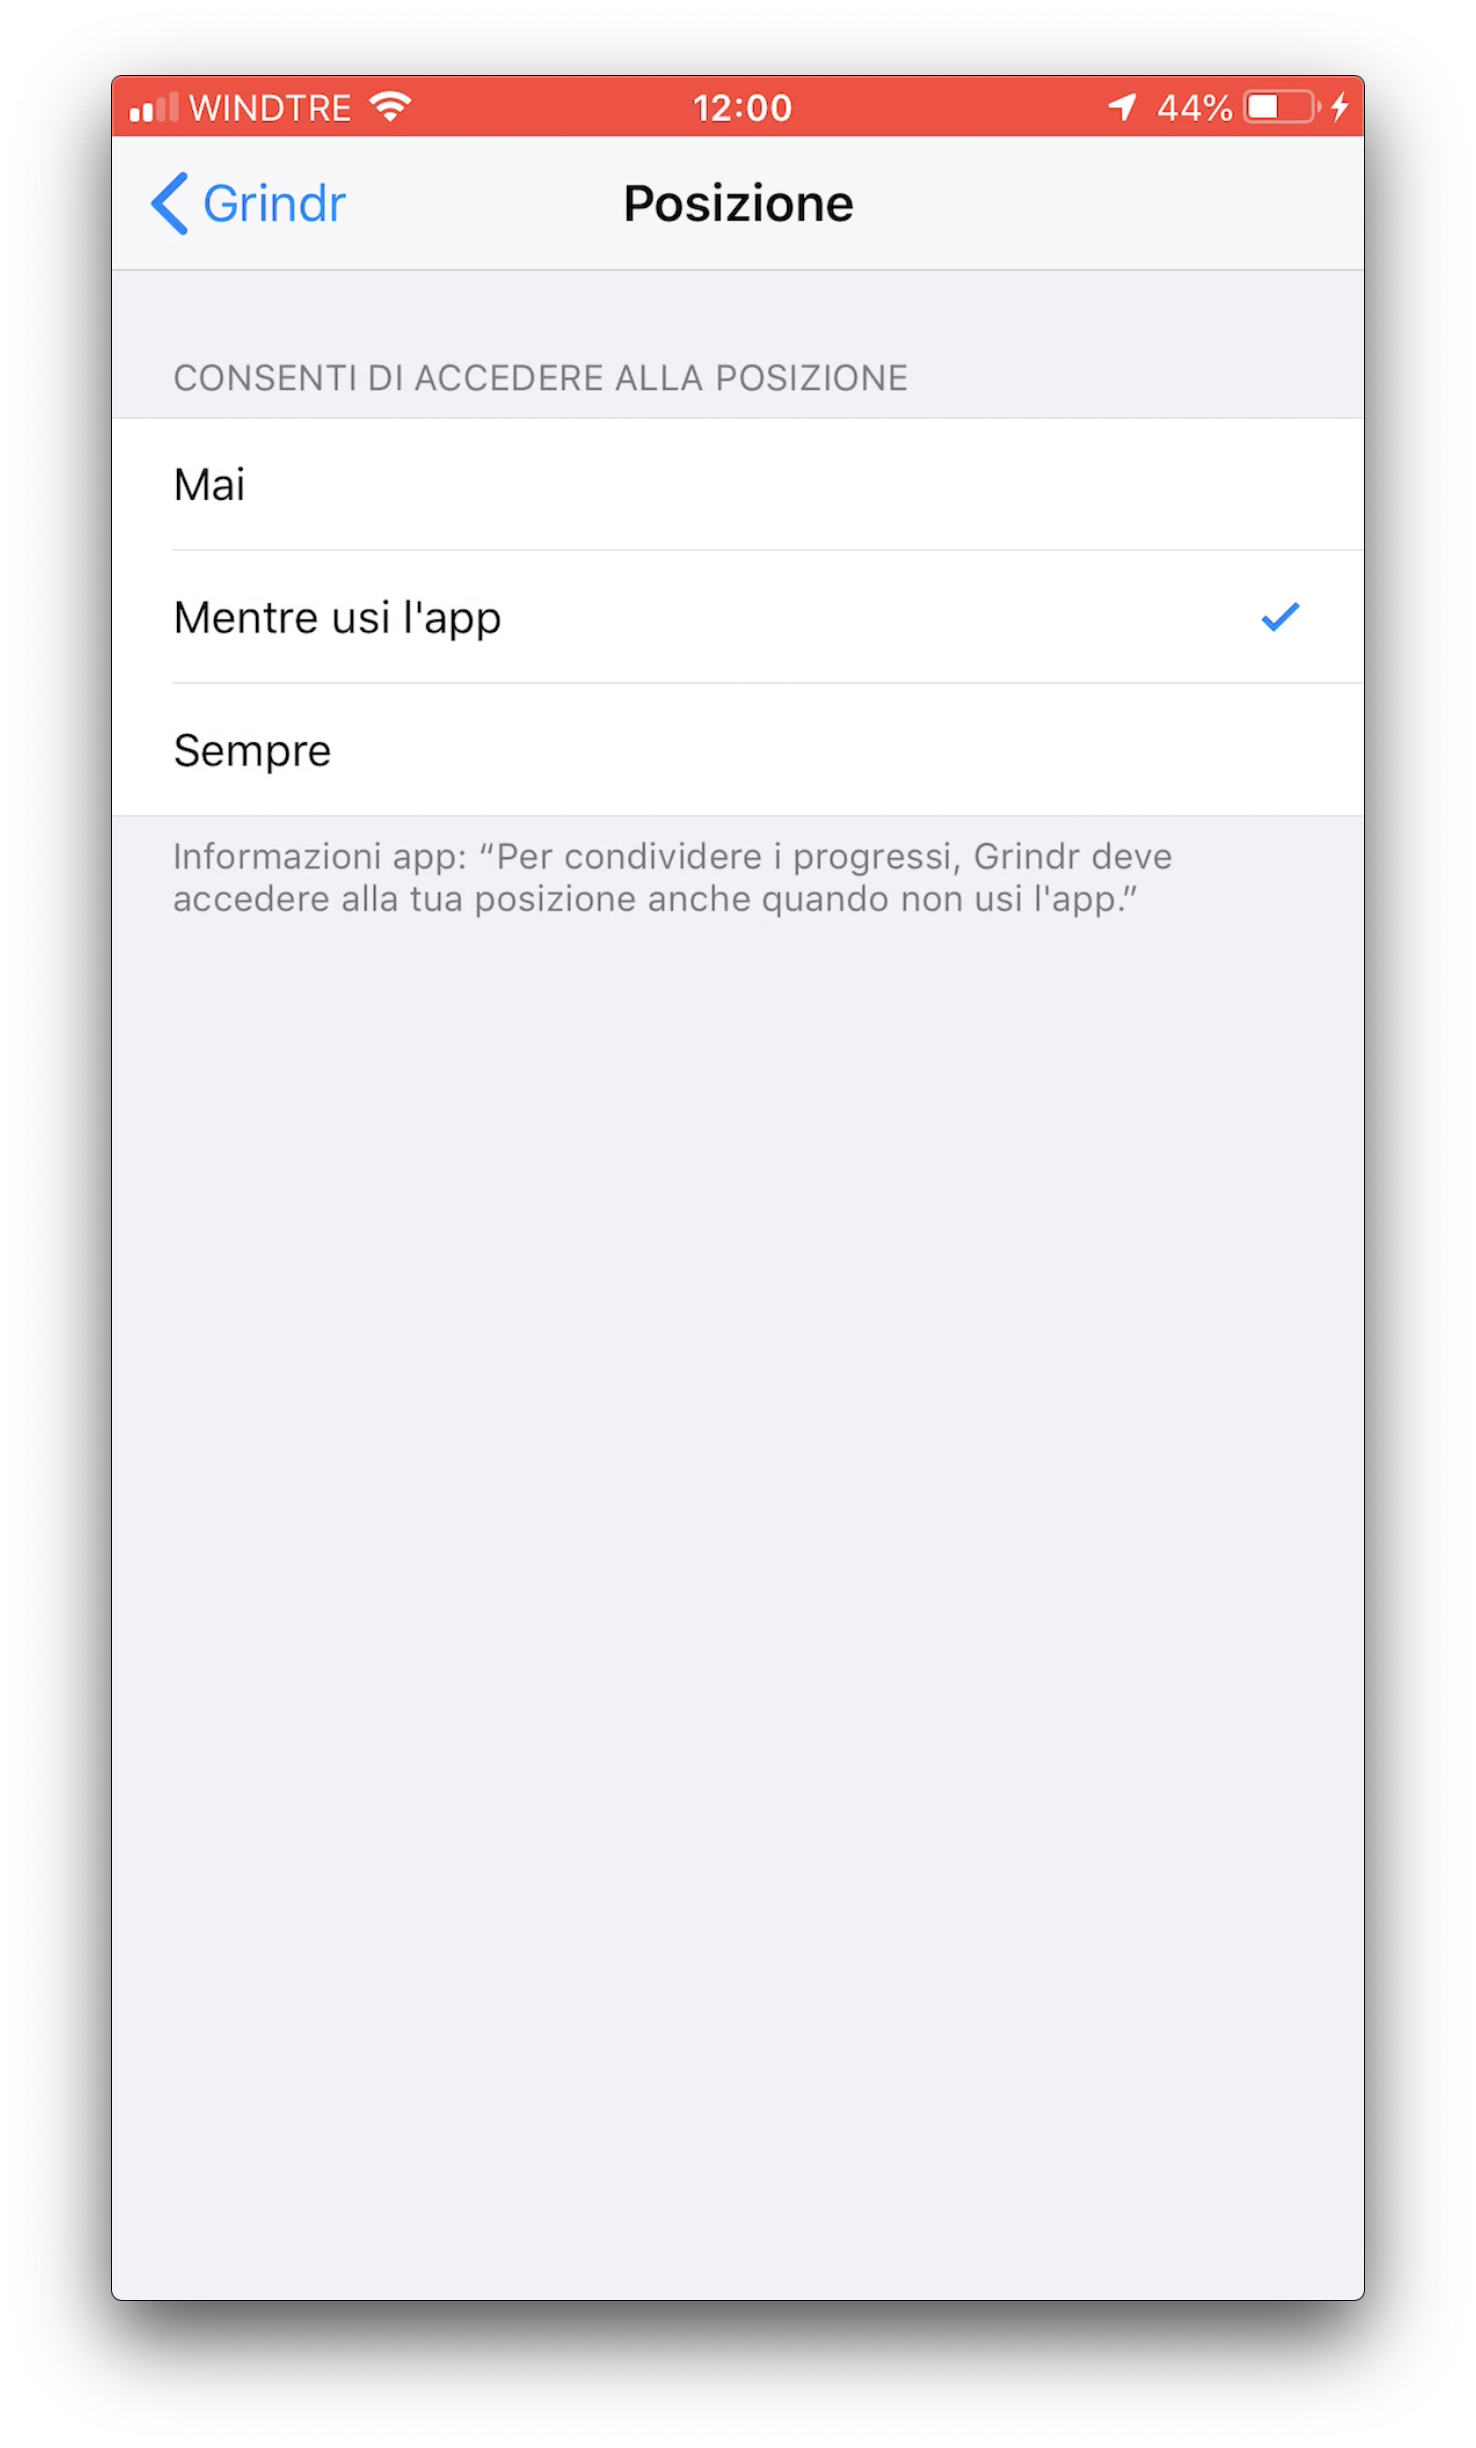 WINDTRE 12:00 44%
Grindr Posizione
CONSENTI DI ACCEDERE ALLA POSIZIONE
Mai
Mentre usi l'app
Sempre
Informazioni app: “Per condividere i progressi, Grindr deve
accedere alla tua posizione anche quando non usi l'app.”